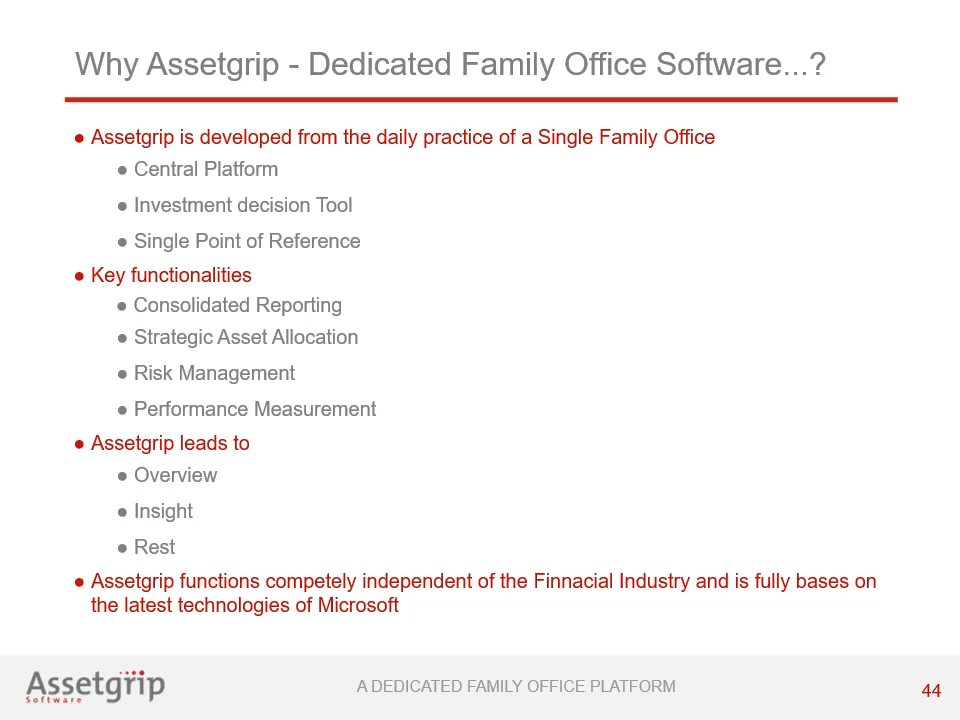 Why Assetgrip - Dedicated Family Office Software...?
● Assetgrip is developed from the daily practice of a Single Family Office
● Central Platform
● Investment decision Tool
● Single Point of Reference
● Key functionalities
● Consolidated Reporting
● Strategic Asset Allocation
● Risk Management
● Performance Measurement
● Assetgrip leads to
● Overview
● Insight
● Rest
● Assetgrip functions competely independent of the Finnacial Industry and is fully bases on
the latest technologies of Microsoft
Assetgrip
Software
A DEDICATED FAMILY OFFICE PLATFORM
44